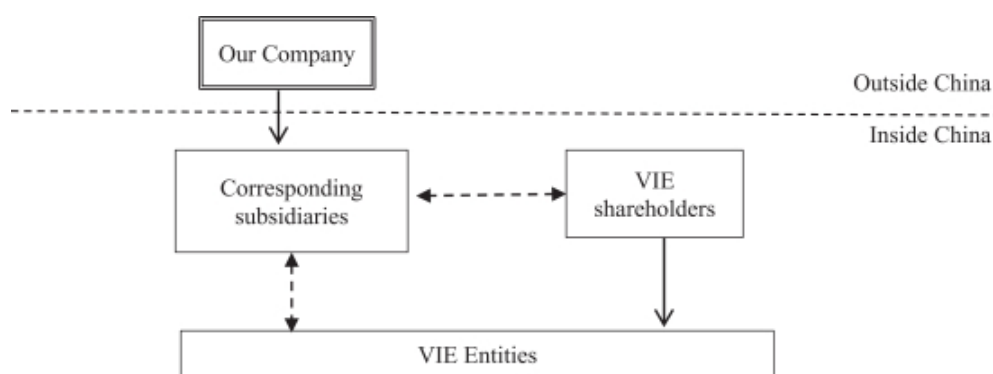 Our Company
Outside China
Inside China
Corresponding
subsidiaries
VIE
shareholders
VIE Entities